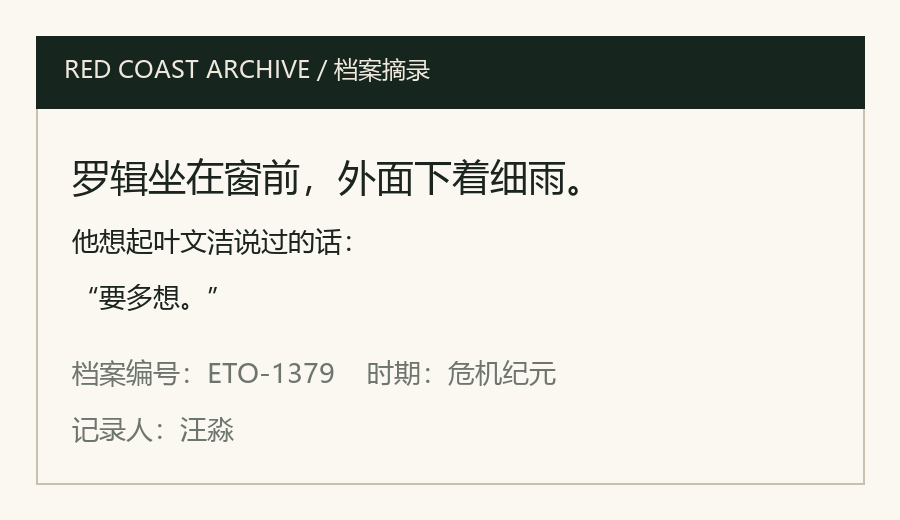 RED COAST ARCHIVE / 档案摘录
罗辑坐在窗前，外面下着细雨。
他想起叶文洁说过的话：
“要多想。”
档案编号：ETO-1379 时期：危机纪元
记录人：汪淼